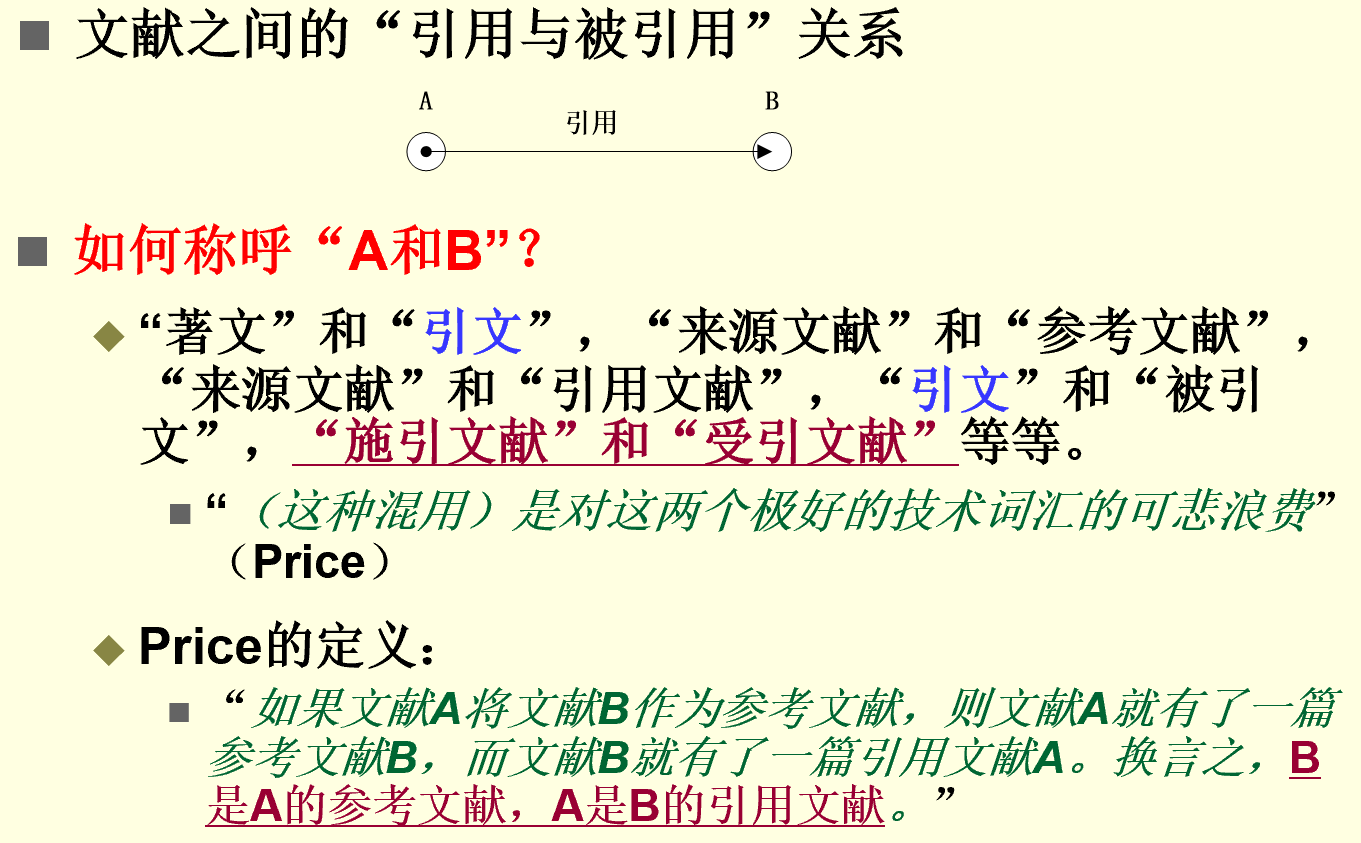 文献之间的“引用与被引用”关系
A B
引用
如何称呼“A和B”？
“著文”和“引文”，“来源文献”和“参考文献”，
“来源文献”和“引用文献”，“引文”和“被引
文”，“施引文献”和“受引文献”等等。
“（这种混用）是对这两个极好的技术词汇的可悲浪费”
（Price）
Price的定义：
“如果文献A将文献B作为参考文献，则文献A就有了一篇
参考文献B，而文献B就有了一篇引用文献A。换言之，B
是A的参考文献，A是B的引用文献。”